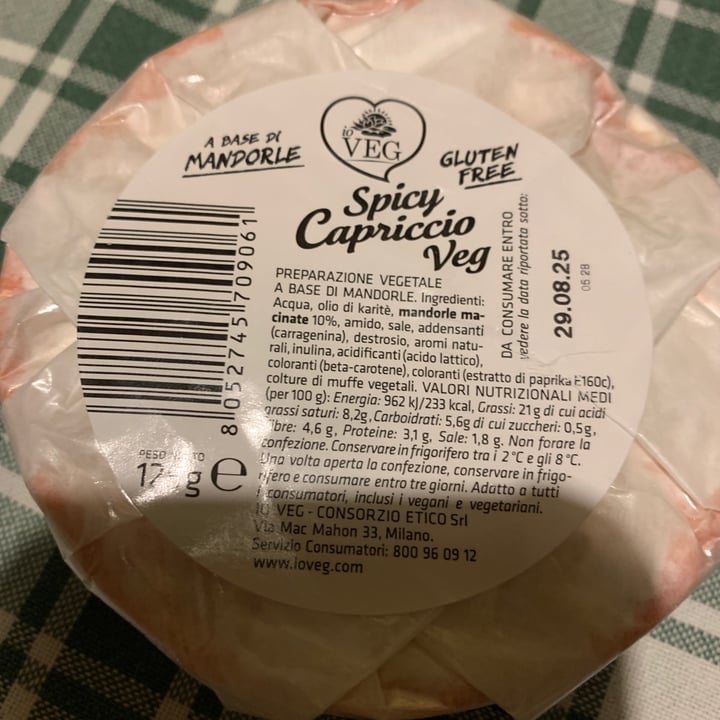 A BASE DI
MANDORLE
io
VEG
GLUTEN
FREE
Spicy
Capriccio
Veg
PREPARAZIONE VEGETALE
A BASE DI MANDORLE. Ingredienti:
Acqua, olio di karitè, mandorle ma-
cinate 10%, amido, sale, addensanti
(carragenina), destrosio, aromi natu-
rali, inulina, acidificanti (acido lattico),
coloranti (beta-carotene), coloranti (estratto di paprika E160c),
colture di muffe vegetali. VALORI NUTRIZIONALI MEDI
(per 100 g): Energia: 962 kJ/233 kcal, Grassi: 21 g di cui acidi
grassi saturi: 8,2g, Carboidrati: 5,6g di cui zuccheri: 0,5g,
Fibre: 4,6 g, Proteine: 3,1 g, Sale: 1,8 g. Non forare la
confezione. Conservare in frigorifero tra i 2°C e gli 8°C.
Una volta aperta la confezione, conservare in frigo-
rifero e consumare entro tre giorni. Adatto a tutti
i consumatori, inclusi i vegani e vegetariani.
IO VEG - CONSORZIO ETICO Srl
Via Mac Mahon 33, Milano.
Servizio Consumatori: 800 96 09 12
www.ioveg.com
DA CONSUMARE ENTRO
vedere la data riportata sotto:
29.08.25
05 28
8 052745 709061
PESO NETTO
g e